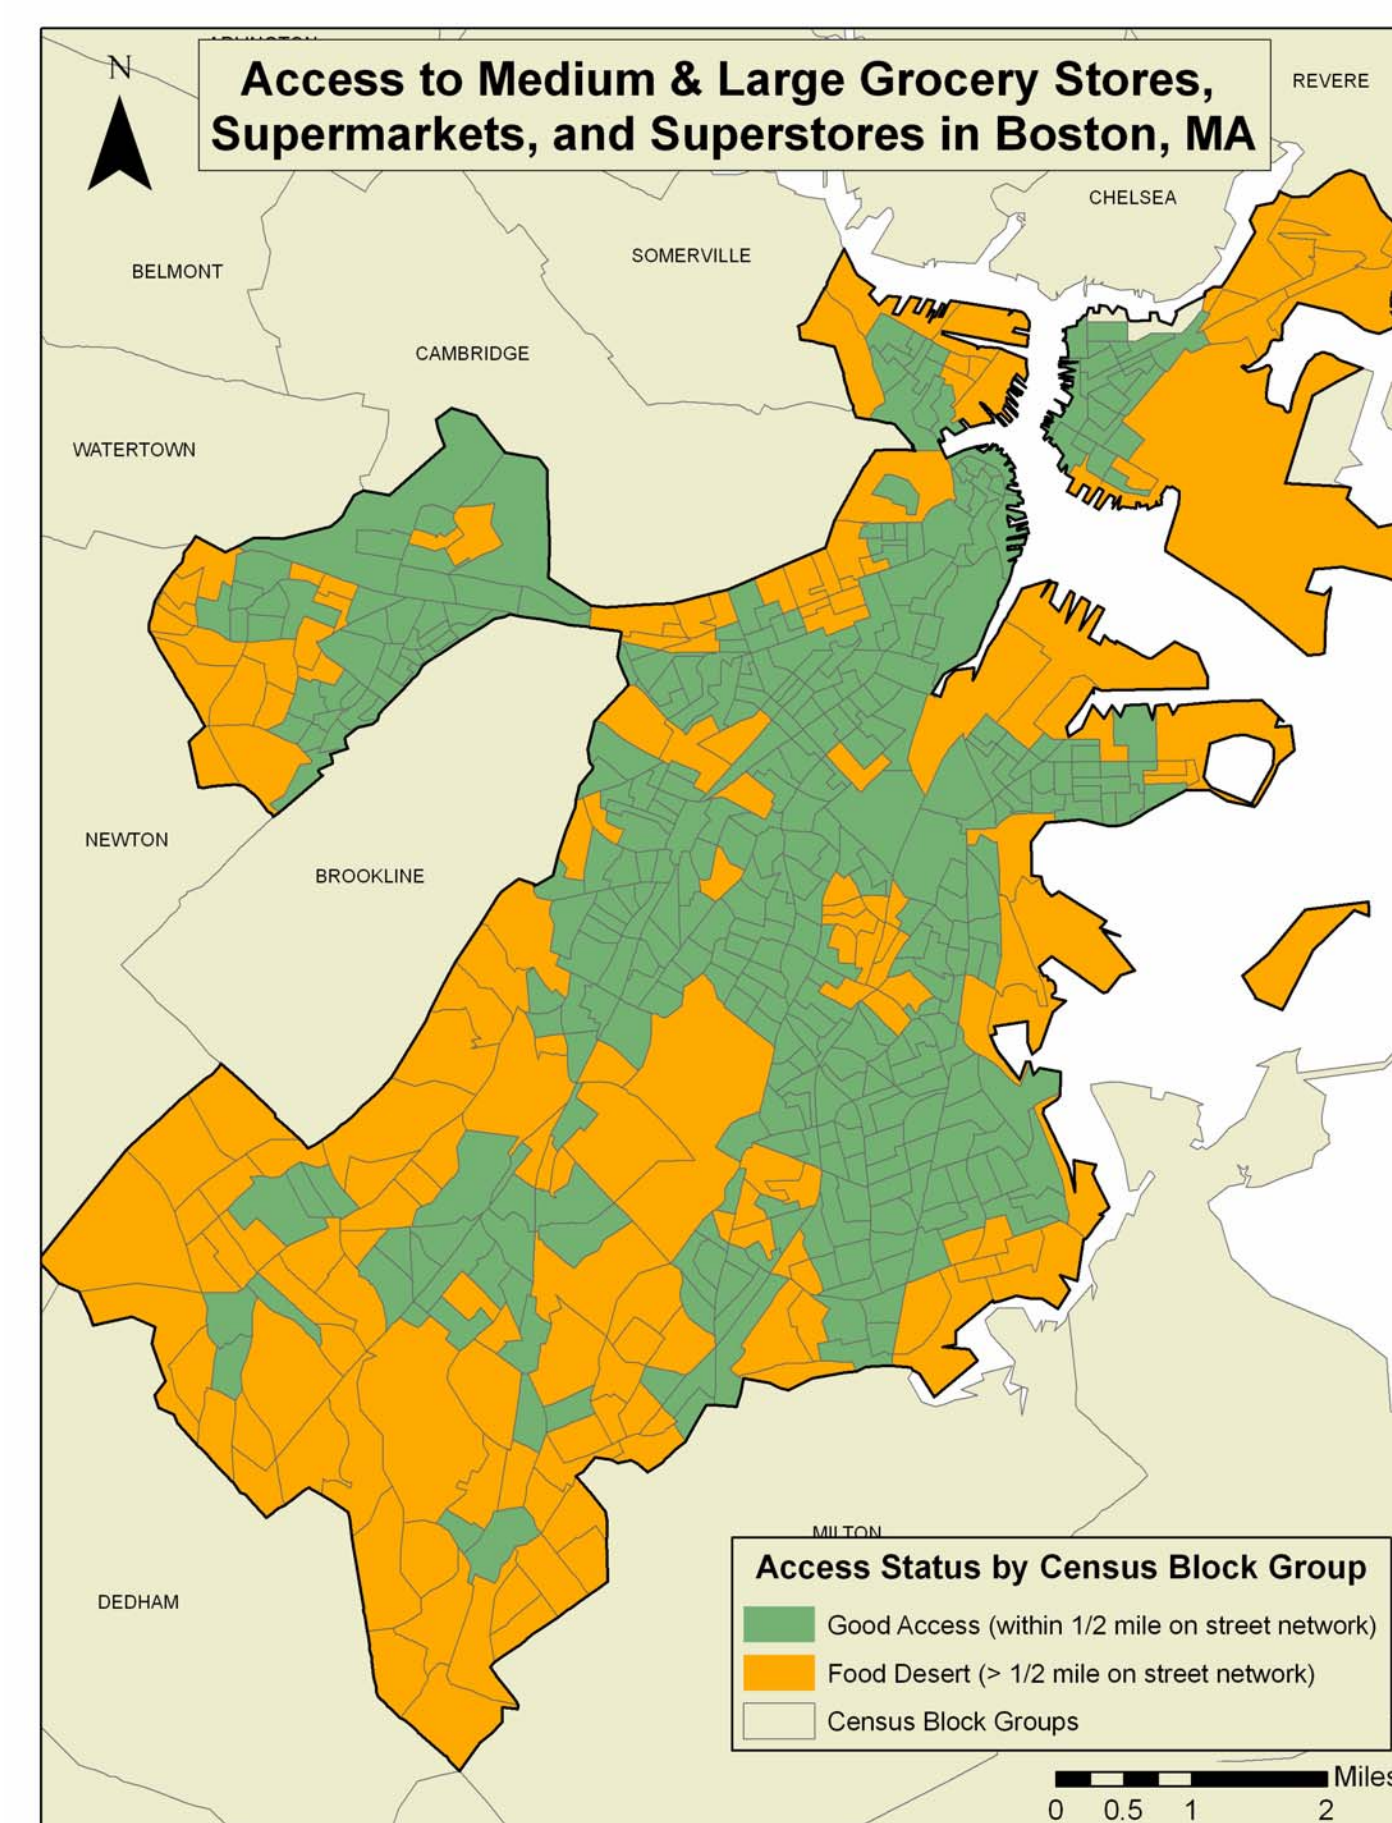 ARLINGTON
N
Access to Medium & Large Grocery Stores,
Supermarkets, and Superstores in Boston, MA
REVERE
CHELSEA
SOMERVILLE
BELMONT
CAMBRIDGE
WATERTOWN
NEWTON
BROOKLINE
MILTON
DEDHAM
Access Status by Census Block Group
Good Access (within 1/2 mile on street network)
Food Desert (> 1/2 mile on street network)
Census Block Groups
Miles
0 0.5 1 2